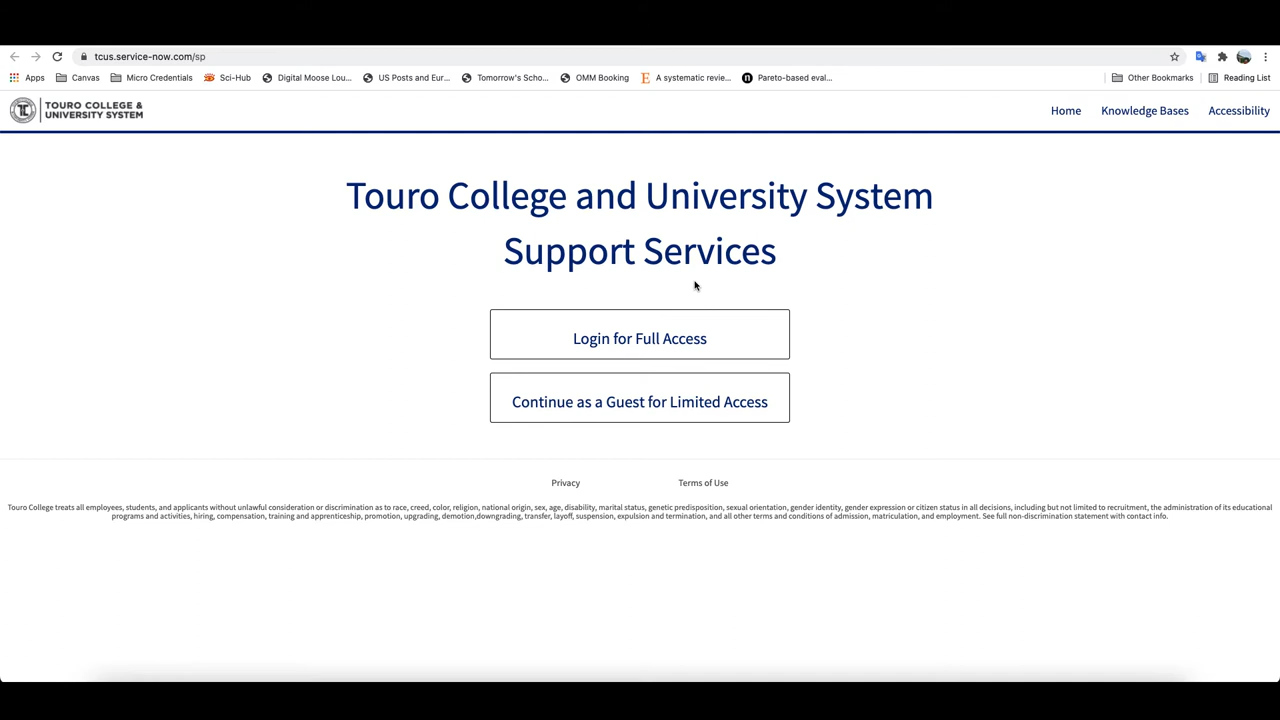 tcus.service-now.com/sp
Apps Canvas Micro Credentials Sci-Hub Digital Moose Lou... US Posts and Eur... Tomorrow's Scho... OMM Booking A systematic revie... Pareto-based eval... Other Bookmarks Reading List
TOURO COLLEGE &
UNIVERSITY SYSTEM
Home Knowledge Bases Accessibility
Touro College and University System
Support Services
Login for Full Access
Continue as a Guest for Limited Access
Privacy Terms of Use
Touro College treats all employees, students, and applicants without unlawful consideration or discrimination as to race, creed, color, religion, national origin, sex, age, disability, marital status, genetic predisposition, sexual orientation, gender identity, gender expression or citizen status in all decisions, including but not limited to recruitment, the administration of its educational
programs and activities, hiring, compensation, training and apprenticeship, promotion, upgrading, demotion,downgrading, transfer, layoff, suspension, expulsion and termination, and all other terms and conditions of admission, matriculation, and employment. See full non-discrimination statement with contact info.